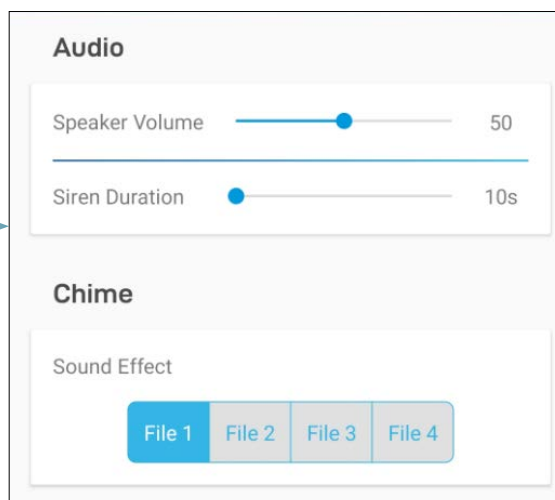 Audio
Speaker Volume 50
Siren Duration 10s
Chime
Sound Effect
File 1 File 2 File 3 File 4